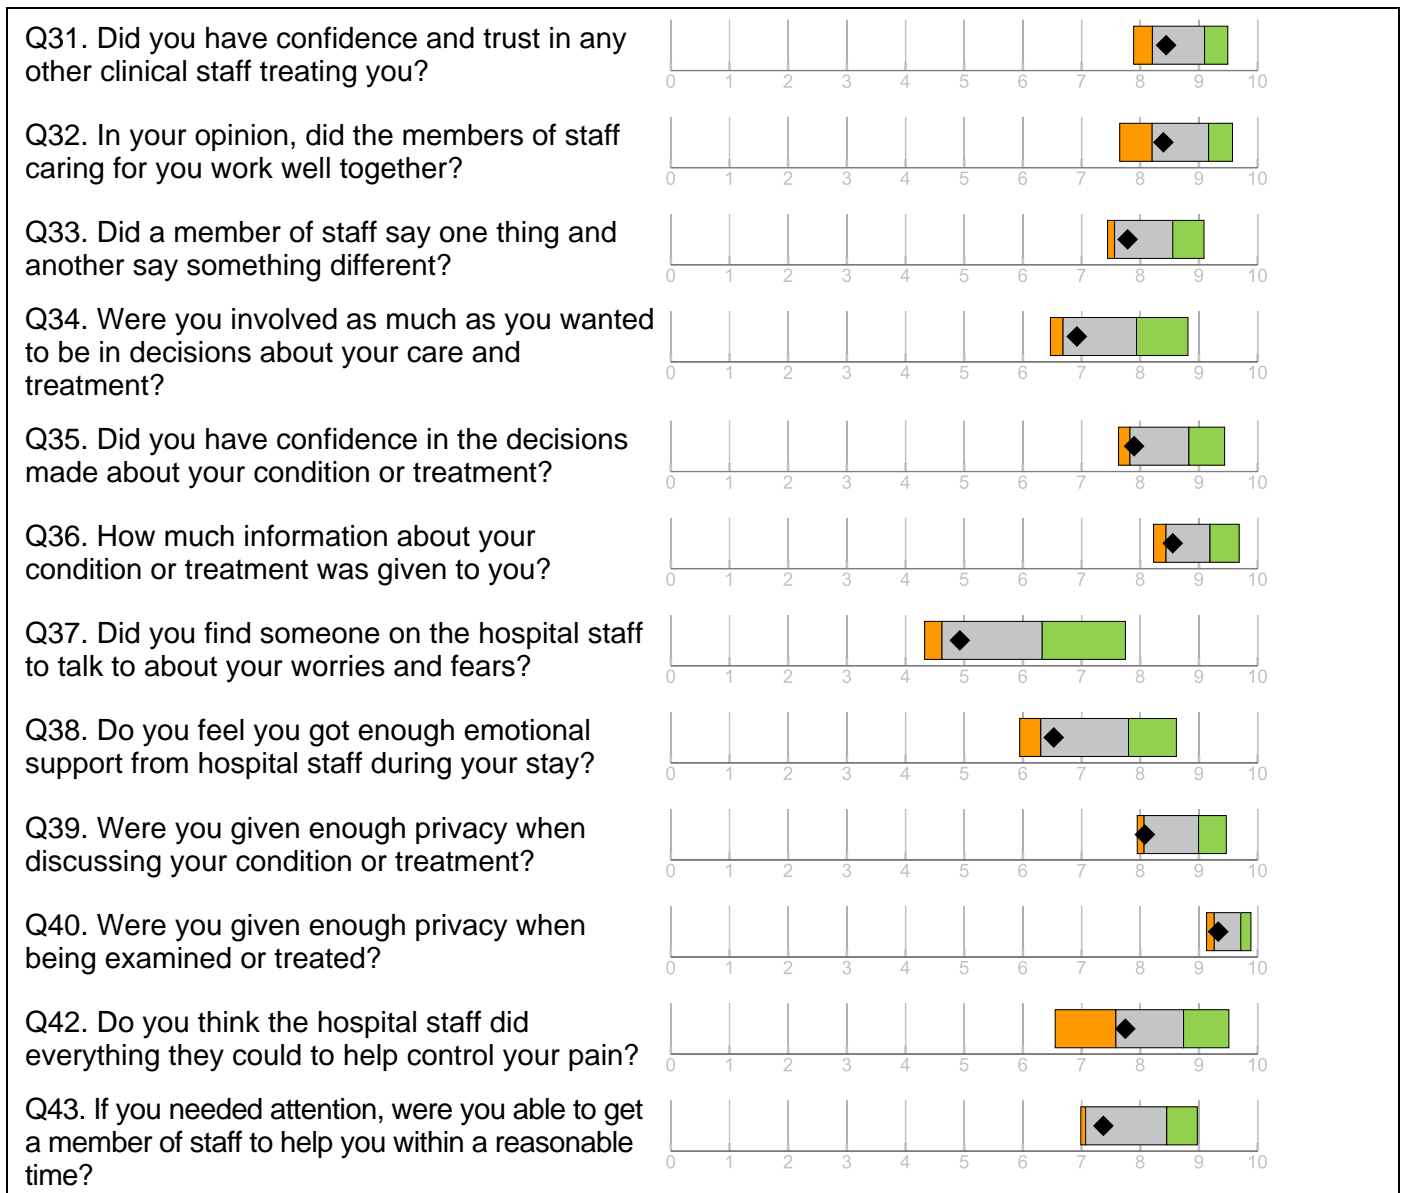 Q31. Did you have confidence and trust in any
other clinical staff treating you?
0 1 2 3 4 5 6 7 8 9 10
Q32. In your opinion, did the members of staff
caring for you work well together?
0 1 2 3 4 5 6 7 8 9 10
Q33. Did a member of staff say one thing and
another say something different?
0 1 2 3 4 5 6 7 8 9 10
Q34. Were you involved as much as you wanted
to be in decisions about your care and
treatment?
0 1 2 3 4 5 6 7 8 9 10
Q35. Did you have confidence in the decisions
made about your condition or treatment?
0 1 2 3 4 5 6 7 8 9 10
Q36. How much information about your
condition or treatment was given to you?
0 1 2 3 4 5 6 7 8 9 10
Q37. Did you find someone on the hospital staff
to talk to about your worries and fears?
0 1 2 3 4 5 6 7 8 9 10
Q38. Do you feel you got enough emotional
support from hospital staff during your stay?
0 1 2 3 4 5 6 7 8 9 10
Q39. Were you given enough privacy when
discussing your condition or treatment?
0 1 2 3 4 5 6 7 8 9 10
Q40. Were you given enough privacy when
being examined or treated?
0 1 2 3 4 5 6 7 8 9 10
Q42. Do you think the hospital staff did
everything they could to help control your pain?
0 1 2 3 4 5 6 7 8 9 10
Q43. If you needed attention, were you able to get
a member of staff to help you within a reasonable
time?
0 1 2 3 4 5 6 7 8 9 10